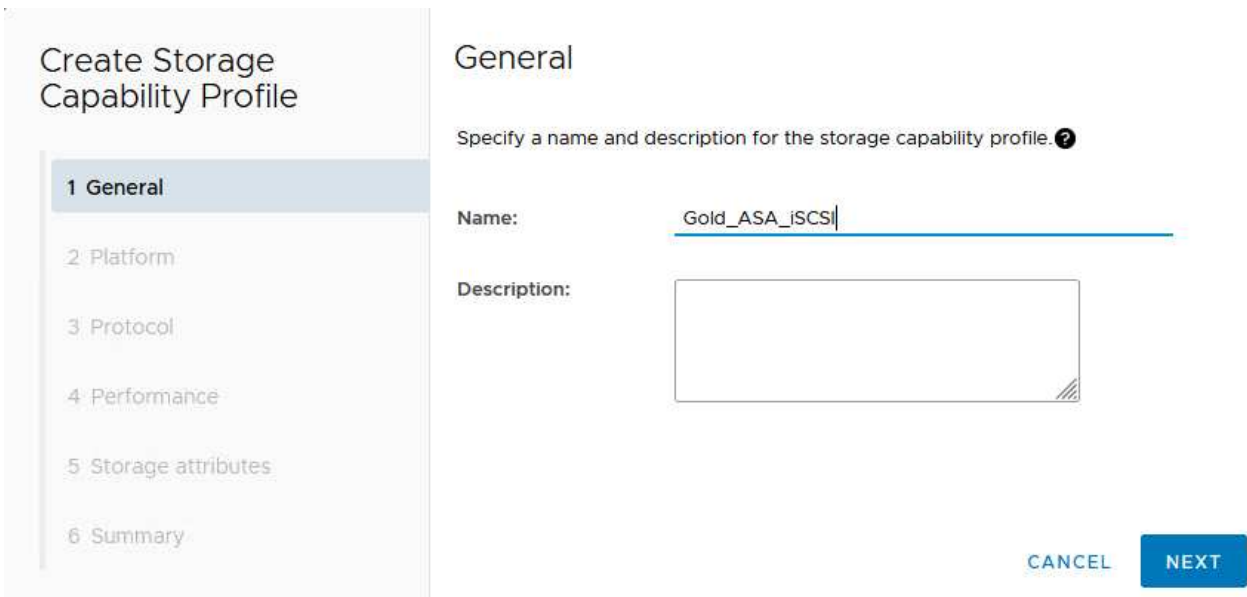 Create Storage
Capability Profile
1 General
2 Platform
3 Protocol
4 Performance
5 Storage attributes
6 Summary
General
Specify a name and description for the storage capability profile.
Name:
Gold_ASA_iSCSI
Description:
CANCEL
NEXT